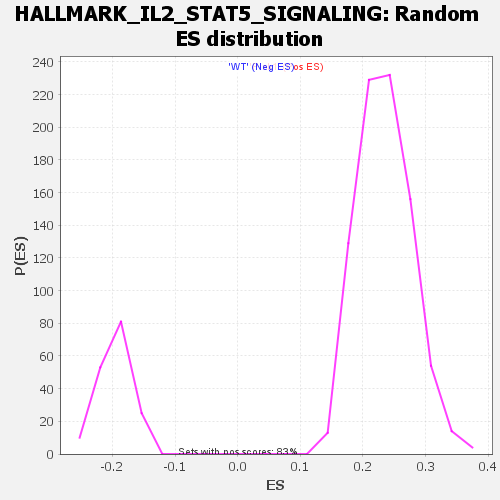 HALLMARK_IL2_STAT5_SIGNALING: Random
ES distribution
'WT' (Neg ES)os ES)
240
220
200
180
160
140
120
100
80
60
40
20
0
P(ES)
Sets with pos scores: 83%
-0.2 -0.1 0.0 0.1 0.2 0.3 0.4
ES